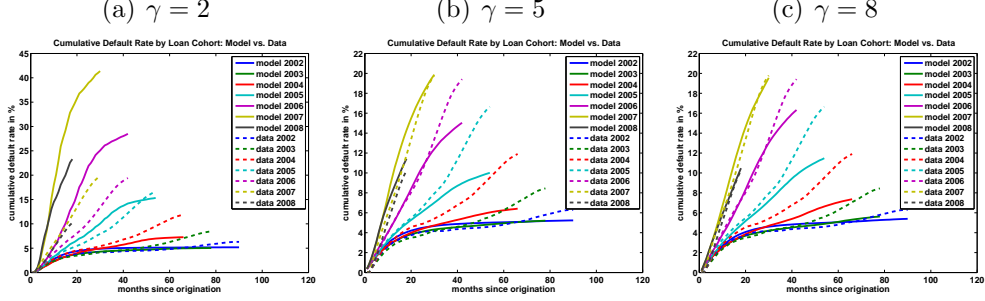 (a) γ = 2
Cumulative Default Rate by Loan Cohort: Model vs. Data
cumulative default rate in %
45
40
35
30
25
20
15
10
5
0
0 20 40 60 80 100 120
months since origination
model 2002
model 2003
model 2004
model 2005
model 2006
model 2007
model 2008
data 2002
data 2003
data 2004
data 2005
data 2006
data 2007
data 2008
(b) γ = 5
Cumulative Default Rate by Loan Cohort: Model vs. Data
cumulative default rate in %
22
20
18
16
14
12
10
8
6
4
2
0
0 20 40 60 80 100 120
months since origination
model 2002
model 2003
model 2004
model 2005
model 2006
model 2007
model 2008
data 2002
data 2003
data 2004
data 2005
data 2006
data 2007
data 2008
(c) γ = 8
Cumulative Default Rate by Loan Cohort: Model vs. Data
cumulative default rate in %
22
20
18
16
14
12
10
8
6
4
2
0
0 20 40 60 80 100 120
months since origination
model 2002
model 2003
model 2004
model 2005
model 2006
model 2007
model 2008
data 2002
data 2003
data 2004
data 2005
data 2006
data 2007
data 2008